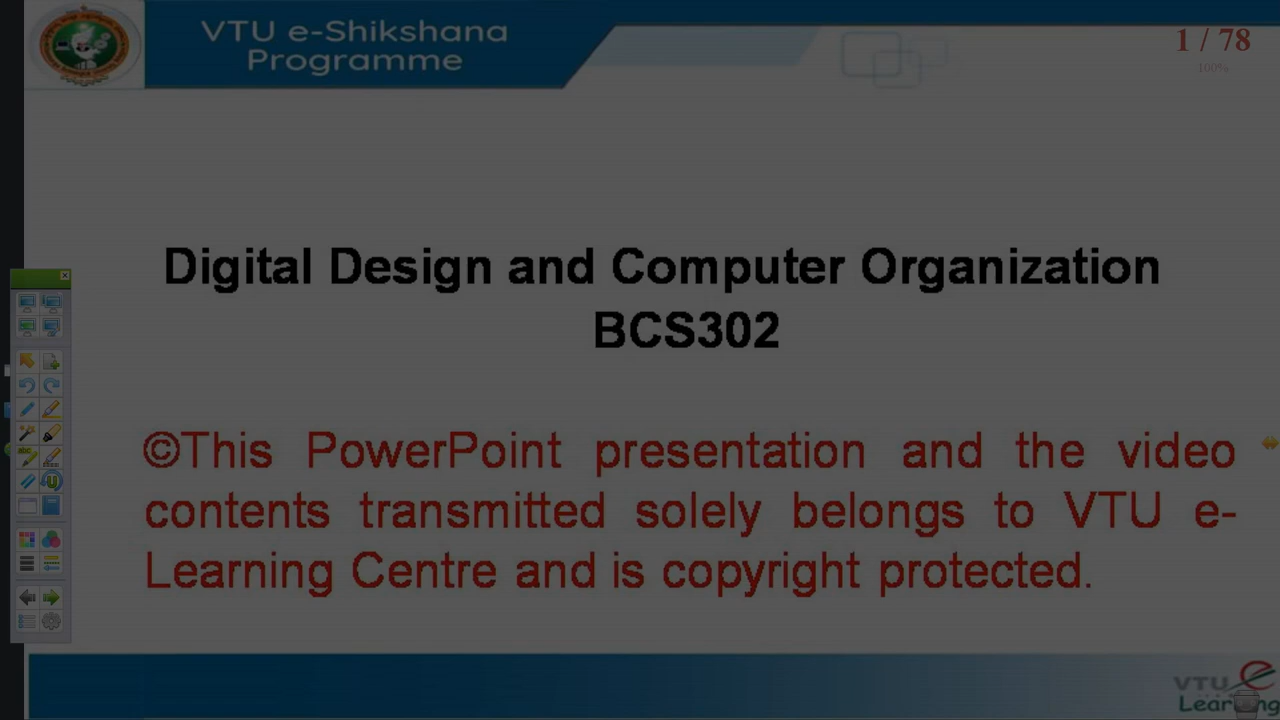 VTU e-Shikshana
Programme
1 / 78
100%
Digital Design and Computer Organization
BCS302
©This PowerPoint presentation and the video
contents transmitted solely belongs to VTU e-
Learning Centre and is copyright protected.
VTU e
Learning